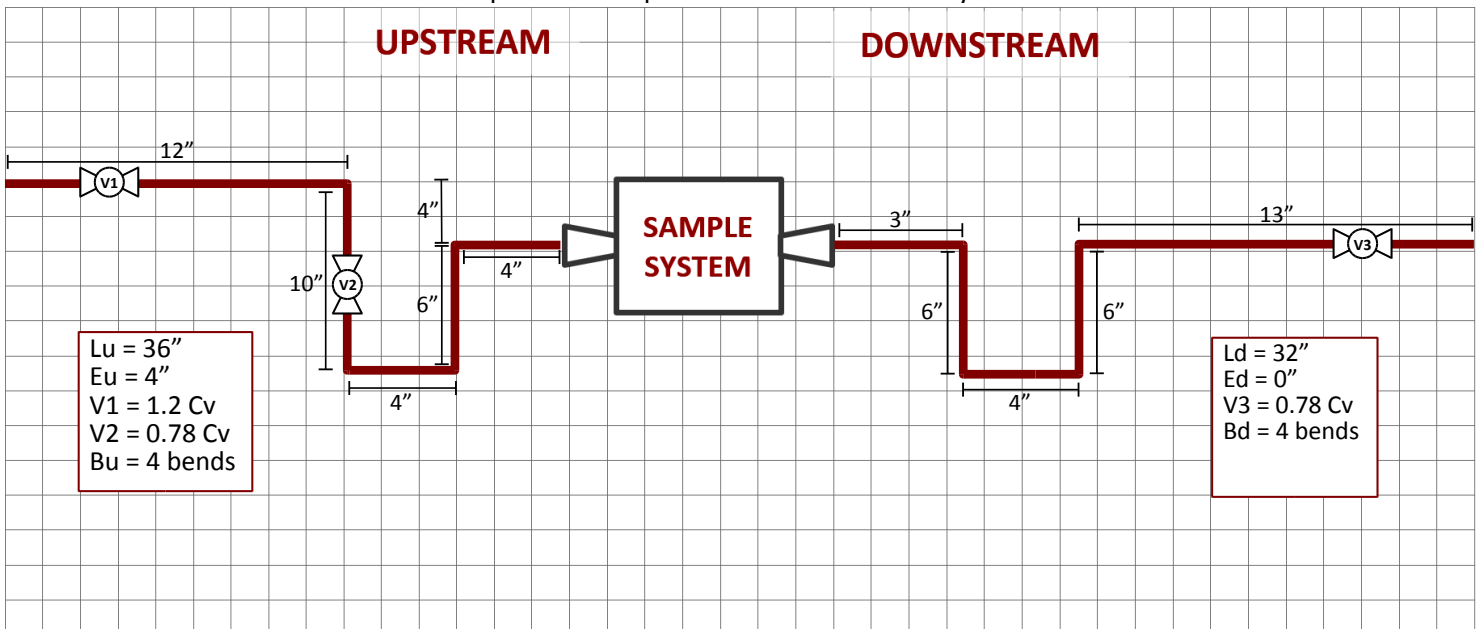 UPSTREAM
DOWNSTREAM
12”
V1
4”
10”
V2
6”
4”
4”
SAMPLE
SYSTEM
3”
6”
4”
6”
13”
V3
Lu = 36”
Eu = 4”
V1 = 1.2 Cv
V2 = 0.78 Cv
Bu = 4 bends
Ld = 32”
Ed = 0”
V3 = 0.78 Cv
Bd = 4 bends